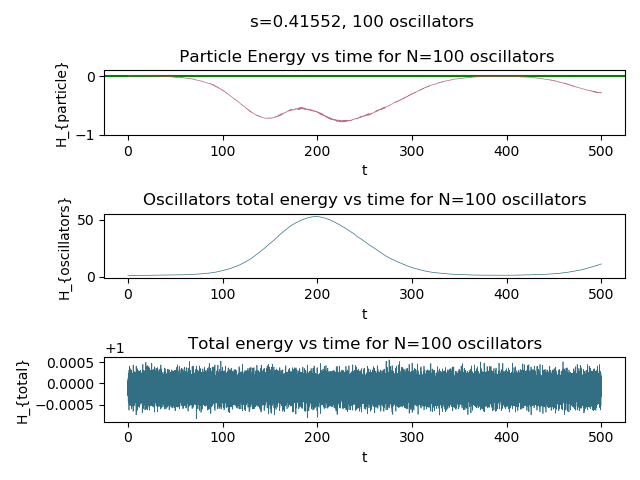 s=0.41552, 100 oscillators
Particle Energy vs time for N=100 oscillators
H_{particle}
0
−1
0 100 200 300 400 500
t
Oscillators total energy vs time for N=100 oscillators
H_{oscillators}
50
0
0 100 200 300 400 500
t
Total energy vs time for N=100 oscillators
H_{total}
+1
0.0005
0.0000
−0.0005
0 100 200 300 400 500
t